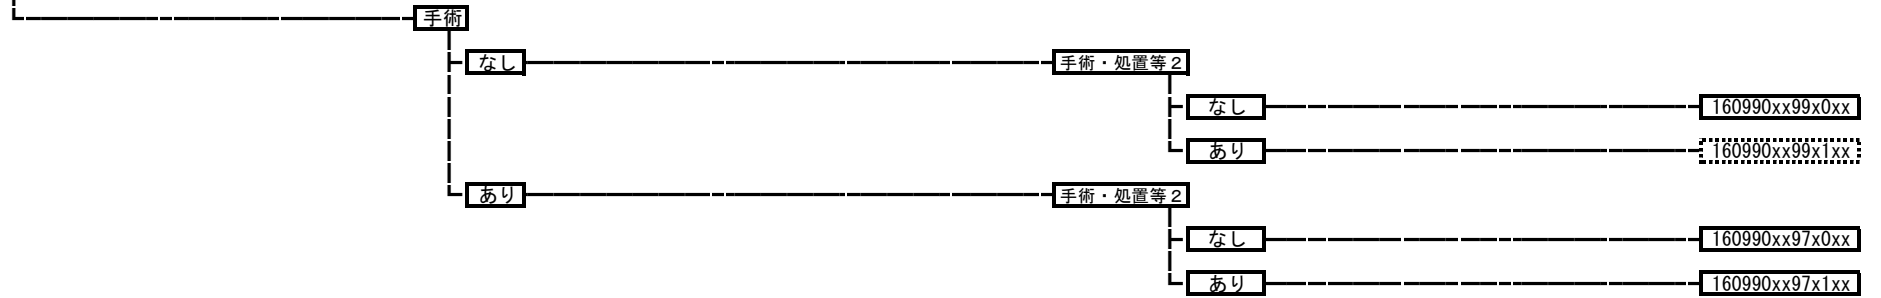 手術
なし 手術・処置等２
なし 160990xx99x0xx
あり 160990xx99x1xx
あり 手術・処置等２
なし 160990xx97x0xx
あり 160990xx97x1xx